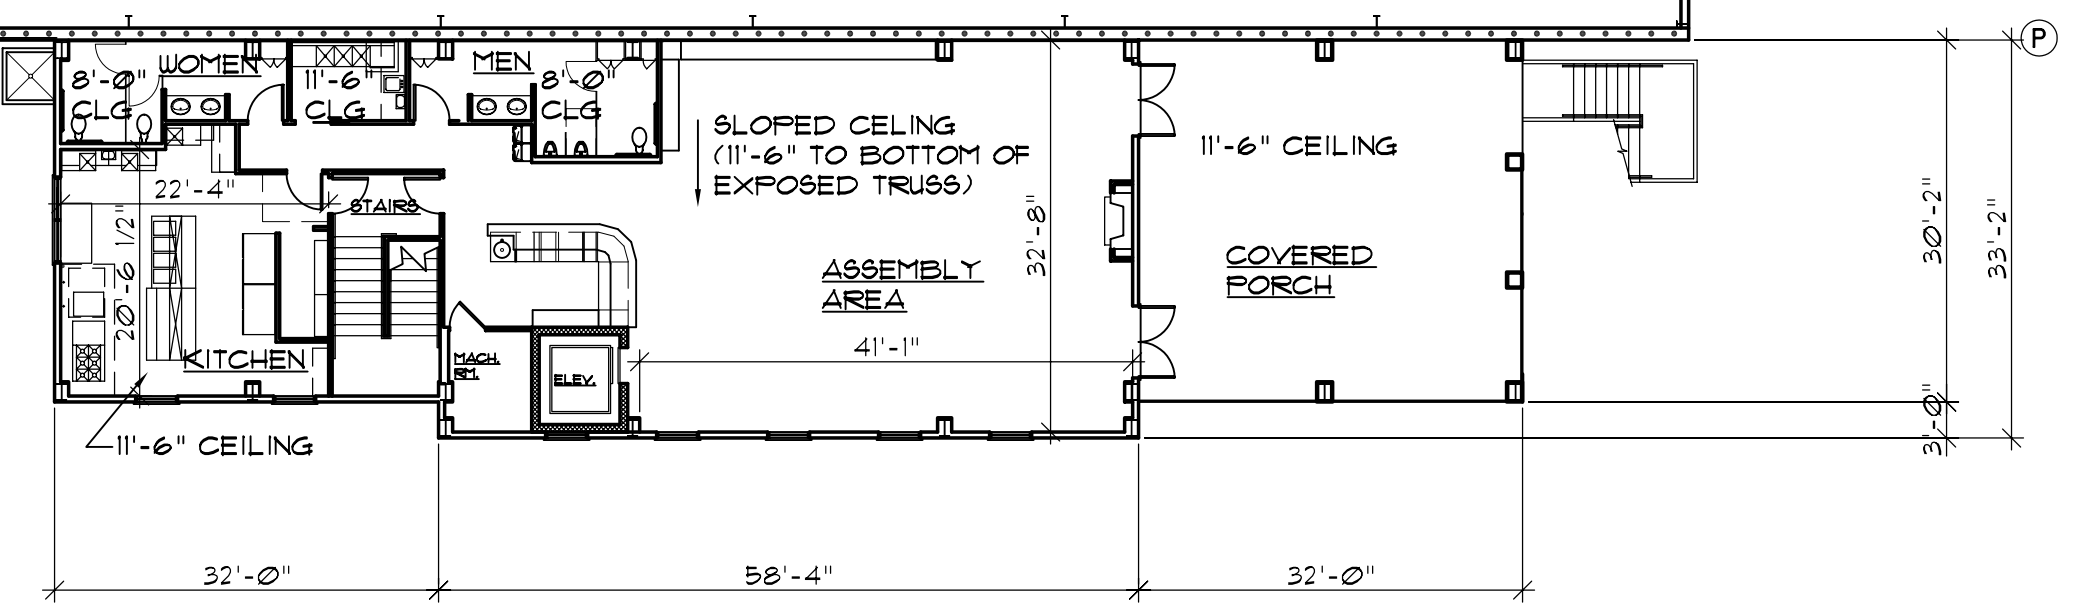 P
WOMEN
8'-0"
CLG
11'-6"
CLG
MEN
8'-0"
CLG
SLOPED CELING
(11'-6" TO BOTTOM OF
EXPOSED TRUSS)
11'-6" CEILING
22'-4"
STAIRS
20'-6 1/2"
32'-8"
30'-2"
33'-2"
ASSEMBLY
AREA
COVERED
PORCH
KITCHEN
MACH.
RM.
ELEV.
41'-1"
3'-0"
11'-6" CEILING
32'-0"
58'-4"
32'-0"